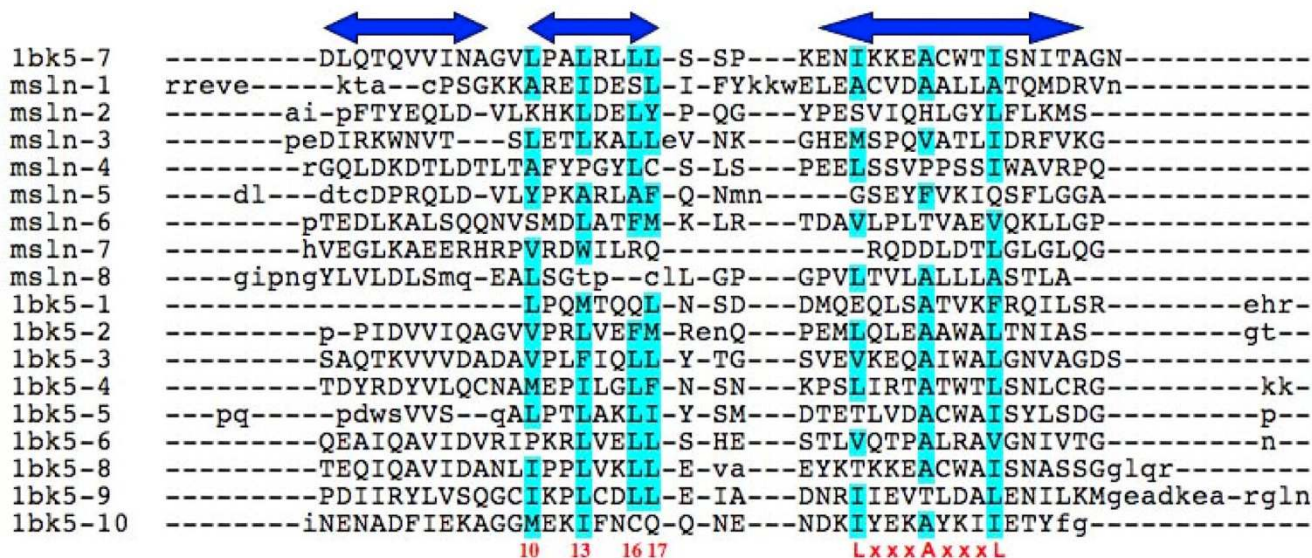 1bk5-7 ---------DLQTQVVINAGVLPALRLLL-S-SP---KENIKKEACWTISNITAGN-----------
msln-1 rreve-----kta--cPSGKKAREIDESL-I-FYkkwELEACVDAALLATQMDRVn-----------
msln-2 -------ai-pFTYEQLD-VLKHKLDELY-P-QG---YPESVIQHLGYLFLKMS-------------
msln-3 -------peDIRKWNVT---SLETLKALLeV-NK---GHEMSPQVATLIDRFVKG------------
msln-4 --------rGQLDKDTLDTLTAFYPGYLC-S-LS---PEELSSVPPSSIWAVRPQ------------
msln-5 ----dl---dtcDPRQLD-VLYPKARLAF-Q-Nmn-----GSEYFVKIQSFLGGA------------
msln-6 --------pTEDLKALSQQNVSMDLATFM-K-LR---TDAVLPLTVAEVQKLLGP------------
msln-7 --------hVEGLKAEERHRPVRDWILRQ------------RQDDLDTLGLGLQG------------
msln-8 ----gipngYLVLDLSmq-EALSGtp--clL-GP---GPVLTVLALLLASTLA--------------
1bk5-1 ---------------------LPQMTQQLN-S-SD---DMQEQLSATVKFRQILSR--------ehr-
1bk5-2 ---------p-PIDVVIQAGVVPRLVEFM-RenQ---PEMLQLEAAWALTNIAS---------gt--
1bk5-3 ---------SAQTKVVVDADAVPLFIQLL-Y-TG---SVEVKEQAIWALGNVAGDS-----------
1bk5-4 ---------TDYRDYVLQCNAMEPILGLF-N-SN---KPSLIRTATWTLSNLCRG---------kk-
1bk5-5 ---pq-----pdwsVVS--qALPTLAKLI-Y-SM---DTETLVDACWAISYLSDG---------p--
1bk5-6 ---------QEAIQAVIDVRIPKRLVELL-S-HE---STLVQTPALRAVGNIVTG---------n--
1bk5-8 ---------TEQIQAVIDANLIPPLVKLL-E-va---EYKTKKEACWAISNASSGglqr--------
1bk5-9 ---------PDIIRYLVSQGCIKPLCDLL-E-IA---DNRIIEVTLDALENILKMgeadkea-rgln
1bk5-10 --------iNENADFIEKAGGMEKIFNCQ-Q-NE---NDKIYEKAYKIIETYfg-------------
10 13 16 17 LxxxAxxxxL